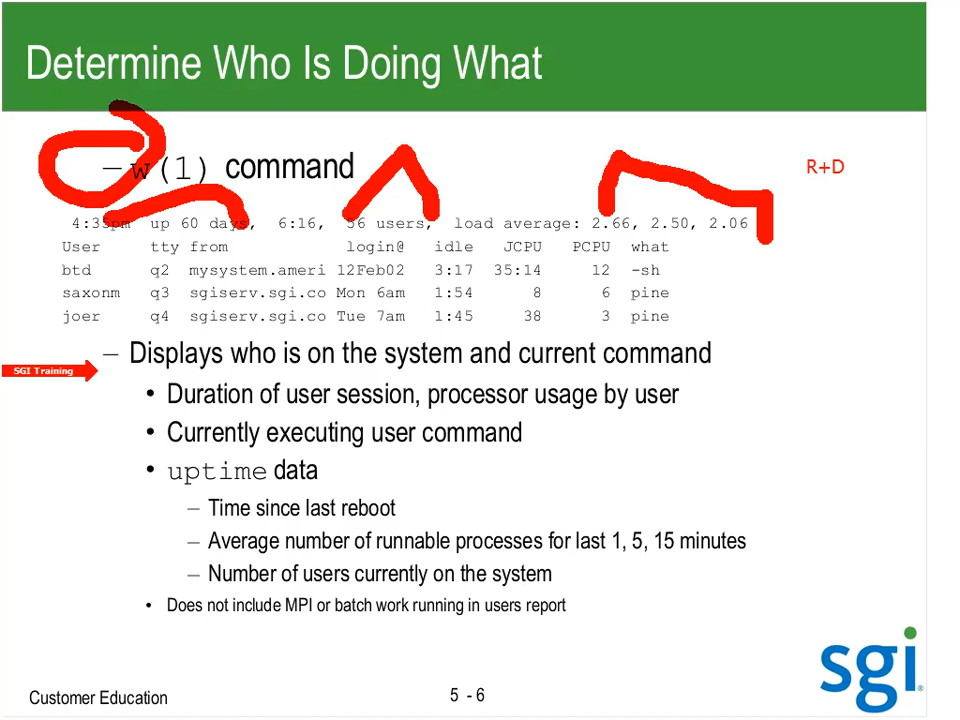 Determine Who Is Doing What
– w(1) command
R+D
4:35pm up 60 days, 6:16, 56 users, load average: 2.66, 2.50, 2.06
User tty from login@ idle JCPU PCPU what
btd q2 mysystem.ameri 12Feb02 3:17 35:14 12 -sh
saxonm q3 sgiserv.sgi.co Mon 6am 1:54 8 6 pine
joer q4 sgiserv.sgi.co Tue 7am 1:45 38 3 pine
– Displays who is on the system and current command
SGI Training
• Duration of user session, processor usage by user
• Currently executing user command
• uptime data
– Time since last reboot
– Average number of runnable processes for last 1, 5, 15 minutes
– Number of users currently on the system
• Does not include MPI or batch work running in users report
sgi®
Customer Education
5 - 6